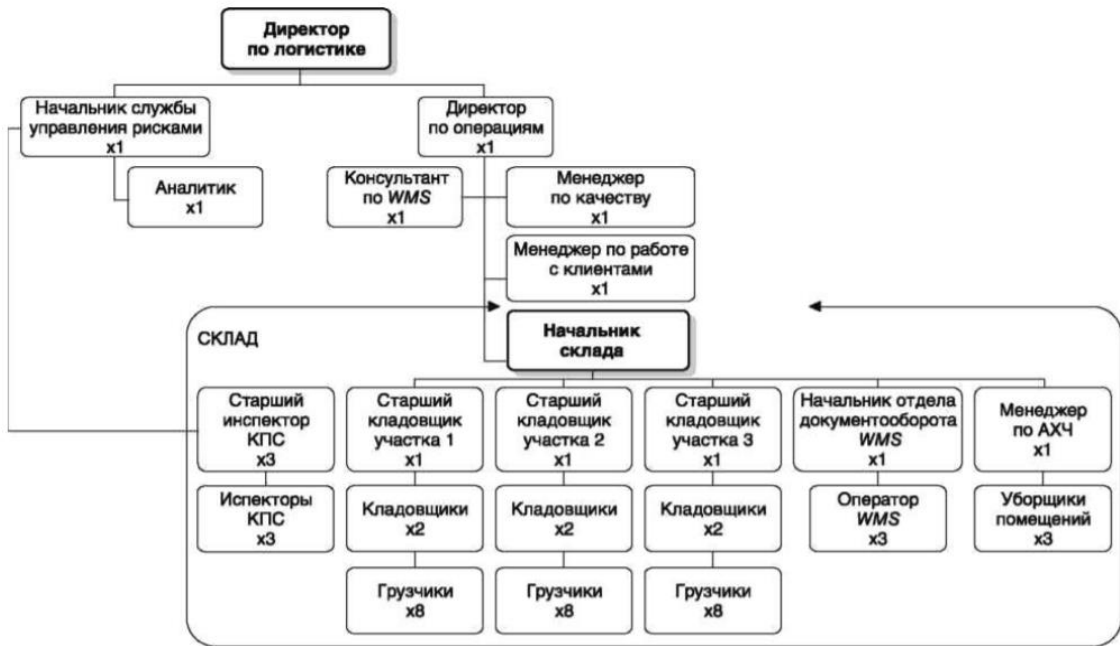 Директор
по логистике
Начальник службы
управления рисками
x1
Директор
по операциям
x1
Аналитик
x1
Консультант
по WMS
x1
Менеджер
по качеству
x1
Менеджер по работе
с клиентами
x1
СКЛАД
Начальник
склада
Старший
инспектор
КПС
x3
Старший
кладовщик
участка 1
x1
Старший
кладовщик
участка 2
x1
Старший
кладовщик
участка 3
x1
Начальник отдела
документооборота
WMS
x1
Менеджер
по АХЧ
x1
Испекторы
КПС
x3
Кладовщики
x2
Кладовщики
x2
Кладовщики
x2
Оператор
WMS
x3
Уборщики
помещений
x3
Грузчики
x8
Грузчики
x8
Грузчики
x8